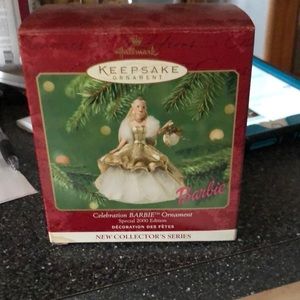 Hallmark
KEEPSAKE
ORNAMENT
Barbie
Celebration BARBIE™ Ornament
Special 2000 Edition
DÉCORATION DES FÊTES
NEW COLLECTOR'S SERIES